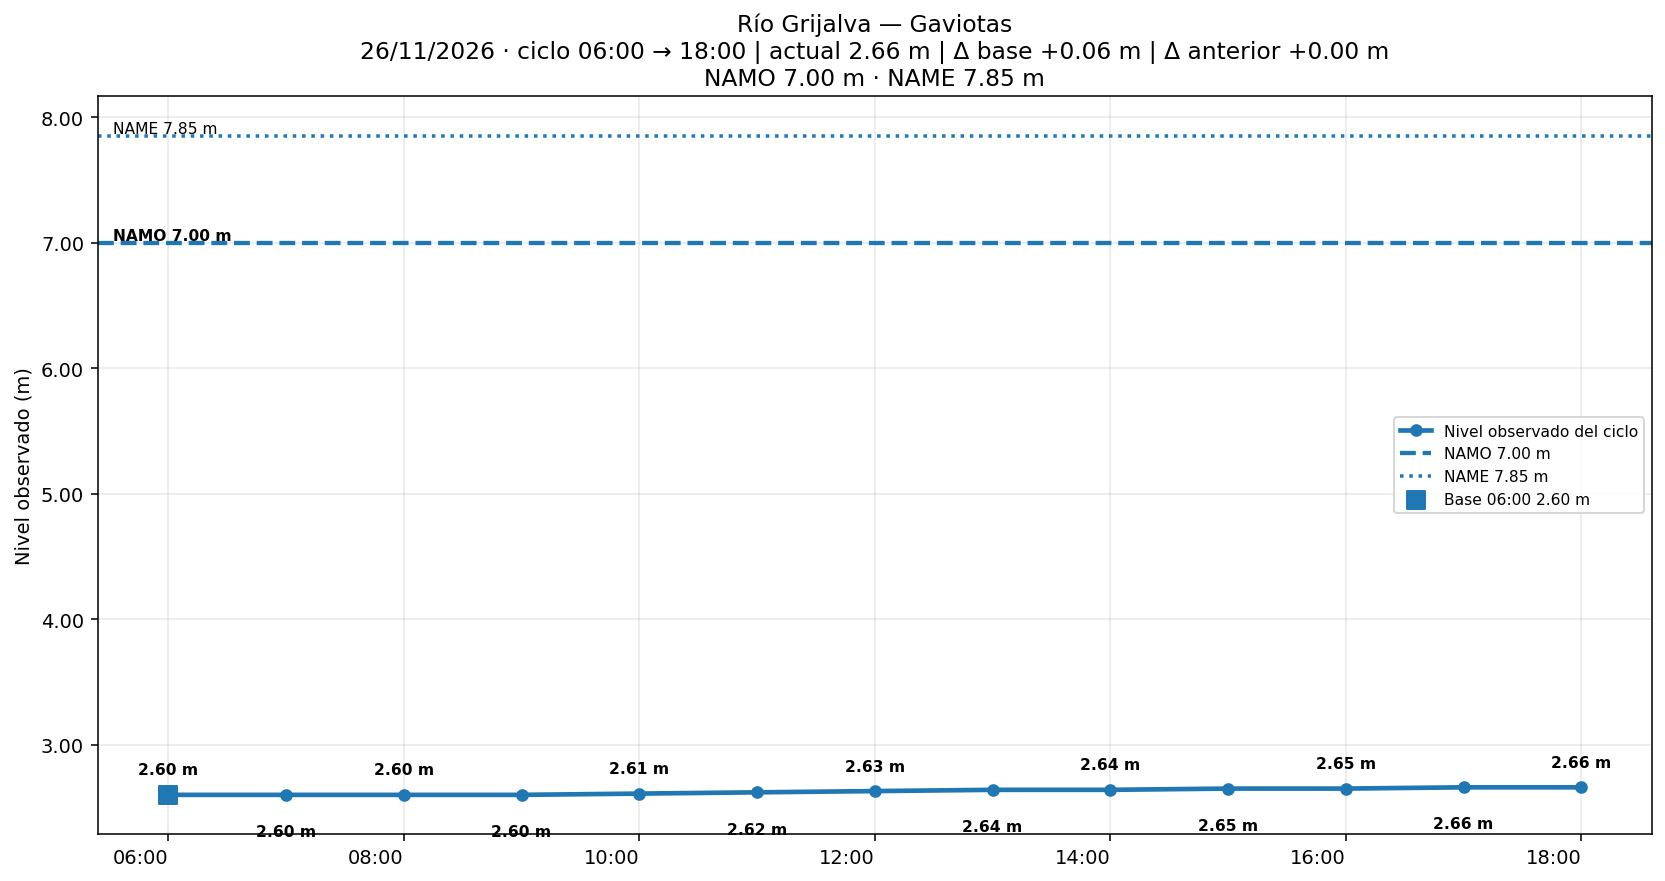 Río Grijalva — Gaviotas
26/11/2026 · ciclo 06:00 → 18:00 | actual 2.66 m | Δ base +0.06 m | Δ anterior +0.00 m
NAMO 7.00 m · NAME 7.85 m
Nivel observado (m)
8.00
7.00
6.00
5.00
4.00
3.00
NAME 7.85 m
NAMO 7.00 m
Nivel observado del ciclo
NAMO 7.00 m
NAME 7.85 m
Base 06:00 2.60 m
2.60 m
2.60 m
2.60 m
2.60 m
2.61 m
2.62 m
2.63 m
2.64 m
2.64 m
2.65 m
2.65 m
2.66 m
2.66 m
06:00
08:00
10:00
12:00
14:00
16:00
18:00